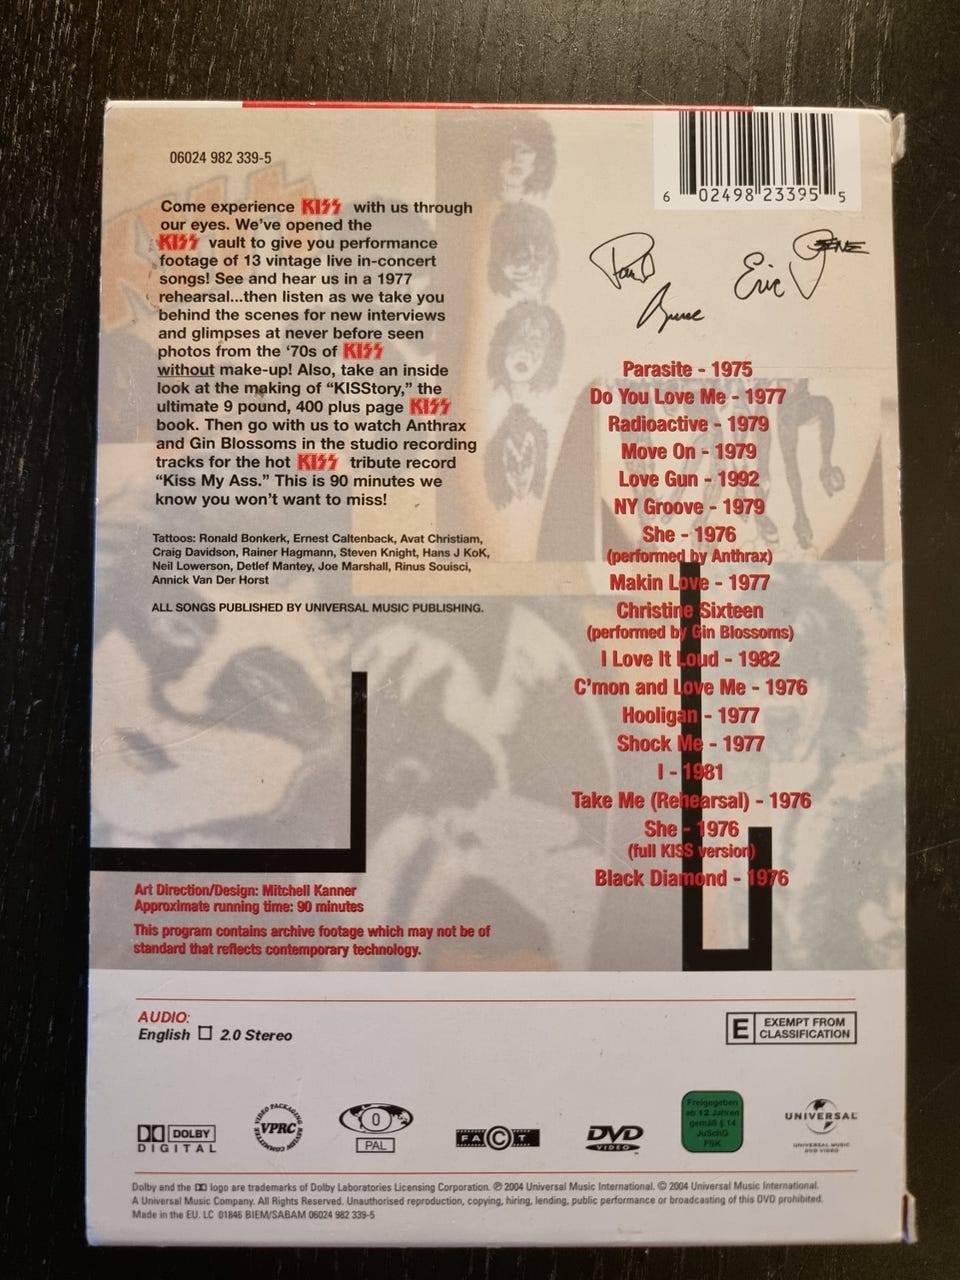 06024 982 339-5
6 02498 23395 5
Come experience KISS with us through
our eyes. We've opened the
KISS vault to give you performance
footage of 13 vintage live in-concert
songs! See and hear us in a 1977
rehearsal...then listen as we take you
behind the scenes for new interviews
and glimpses at never before seen
photos from the '70s of KISS
without make-up! Also, take an inside
look at the making of "KISStory," the
ultimate 9 pound, 400 plus page KISS
book. Then go with us to watch Anthrax
and Gin Blossoms in the studio recording
tracks for the hot KISS tribute record
"Kiss My Ass." This is 90 minutes we
know you won't want to miss!
Tattoos: Ronald Bonkerk, Ernest Caltenback, Avat Christiam,
Craig Davidson, Rainer Hagmann, Steven Knight, Hans J KoK,
Neil Lowerson, Detlef Mantey, Joe Marshall, Rinus Souisci,
Annick Van Der Horst
ALL SONGS PUBLISHED BY UNIVERSAL MUSIC PUBLISHING.
Paul
Eric
GENE
Bruce
Parasite - 1975
Do You Love Me - 1977
Radioactive - 1979
Move On - 1979
Love Gun - 1992
NY Groove - 1979
She - 1976
(performed by Anthrax)
Makin Love - 1977
Christine Sixteen
(performed by Gin Blossoms)
I Love It Loud - 1982
C'mon and Love Me - 1976
Hooligan - 1977
Shock Me - 1977
I - 1981
Take Me (Rehearsal) - 1976
She - 1976
(full KISS version)
Black Diamond - 1976
Art Direction/Design: Mitchell Kanner
Approximate running time: 90 minutes
This program contains archive footage which may not be of
standard that reflects contemporary technology.
AUDIO:
English 2.0 Stereo
E EXEMPT FROM
CLASSIFICATION
DOLBY
DIGITAL
VIDEO PACKAGING REVIEW COMMITTEE
VPRC
0
PAL
FACT
DVD
VIDEO
Freigegeben
ab 12 Jahren
gemäß § 14
JuSchG
FSK
UNIVERSAL
UNIVERSAL MUSIC
DVD VIDEO
Dolby and the logo are trademarks of Dolby Laboratories Licensing Corporation. ℗ 2004 Universal Music International. © 2004 Universal Music International.
A Universal Music Company. All Rights Reserved. Unauthorised reproduction, copying, hiring, lending, public performance or broadcasting of this DVD prohibited.
Made in the EU. LC 01846 BIEM/SABAM 06024 982 339-5